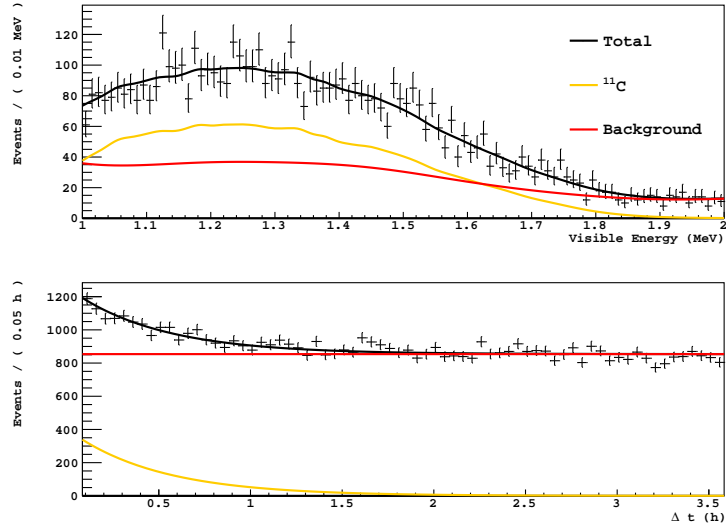 Events / ( 0.01 MeV )
120
100
80
60
40
20
0
Total
¹¹C
Background
1 1.1 1.2 1.3 1.4 1.5 1.6 1.7 1.8 1.9 2
Visible Energy (MeV)
Events / ( 0.05 h )
1200
1000
800
600
400
200
0
0.5 1 1.5 2 2.5 3 3.5
Δ t (h)